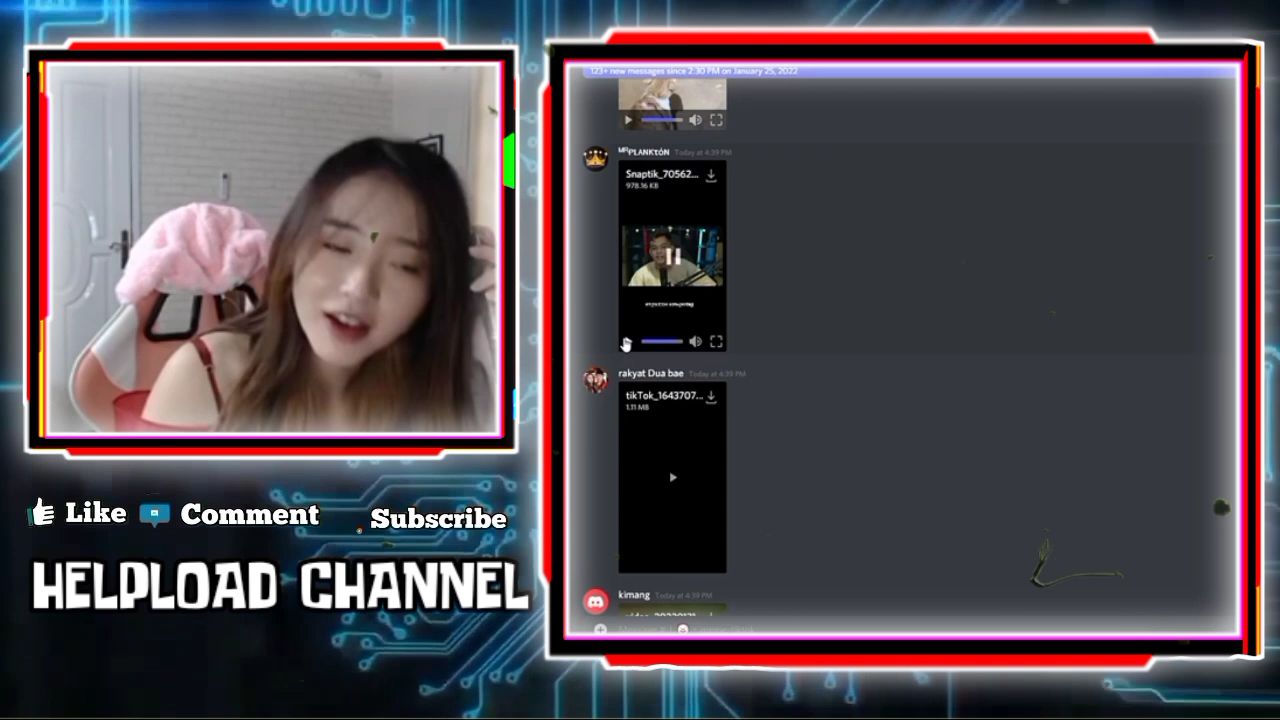 123+ new messages since 2:30 PM on January 25, 2022
ᴹᴿPLANKTÓN Today at 4:39 PM
Snaptik_70562...
978.16 KB
rakyat Dua bae Today at 4:39 PM
tikTok_1643707...
1.11 MB
kimang Today at 4:39 PM
Like Comment Subscribe
HELPLOAD CHANNEL